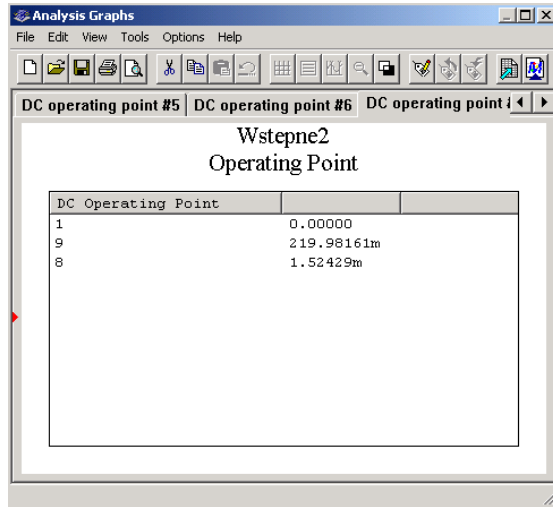 Analysis Graphs
File Edit View Tools Options Help
DC operating point #5 DC operating point #6 DC operating point
Wstepne2
Operating Point
DC Operating Point
1 0.00000
9 219.98161m
8 1.52429m